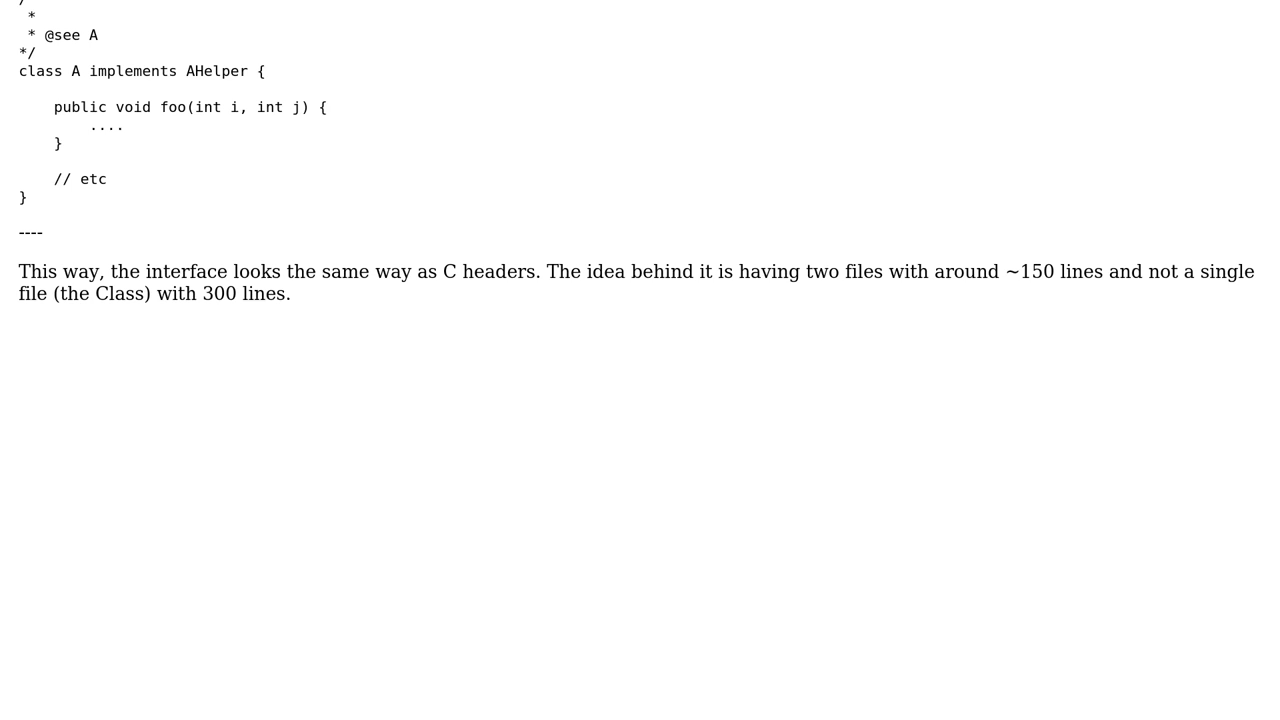 /
 *
 * @see A
*/
class A implements AHelper {
    public void foo(int i, int j) {
        ....
    }
    // etc
}
----
This way, the interface looks the same way as C headers. The idea behind it is having two files with around ~150 lines and not a single
file (the Class) with 300 lines.